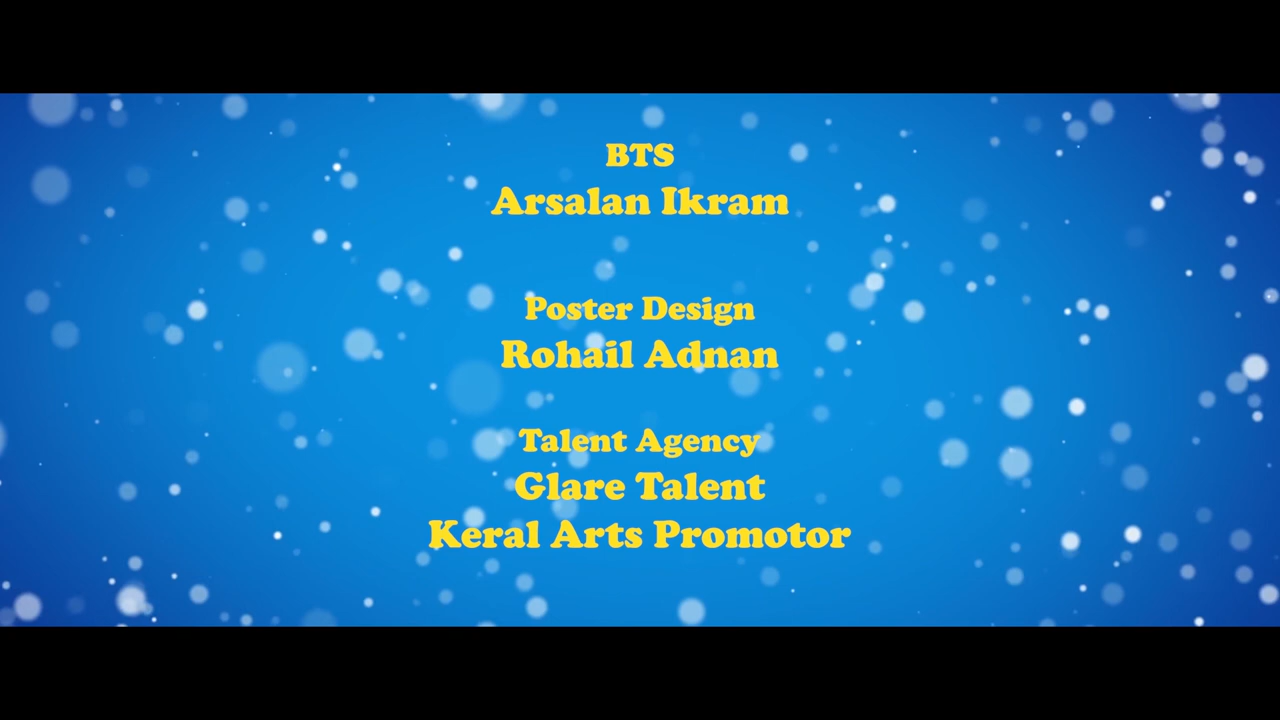 BTS
Arsalan Ikram
Poster Design
Rohail Adnan
Talent Agency
Glare Talent
Keral Arts Promotor